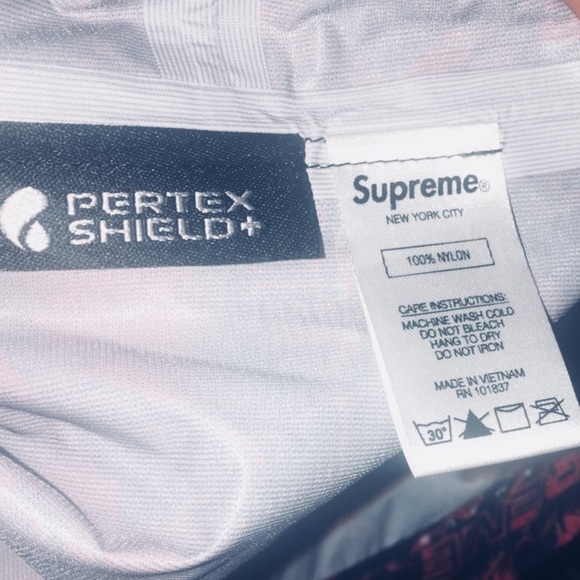 PERTEX
SHIELD+
Supreme®
NEW YORK CITY
100% NYLON
CARE INSTRUCTIONS:
MACHINE WASH COLD
DO NOT BLEACH
HANG TO DRY
DO NOT IRON
MADE IN VIETNAM
RN 101837
30°